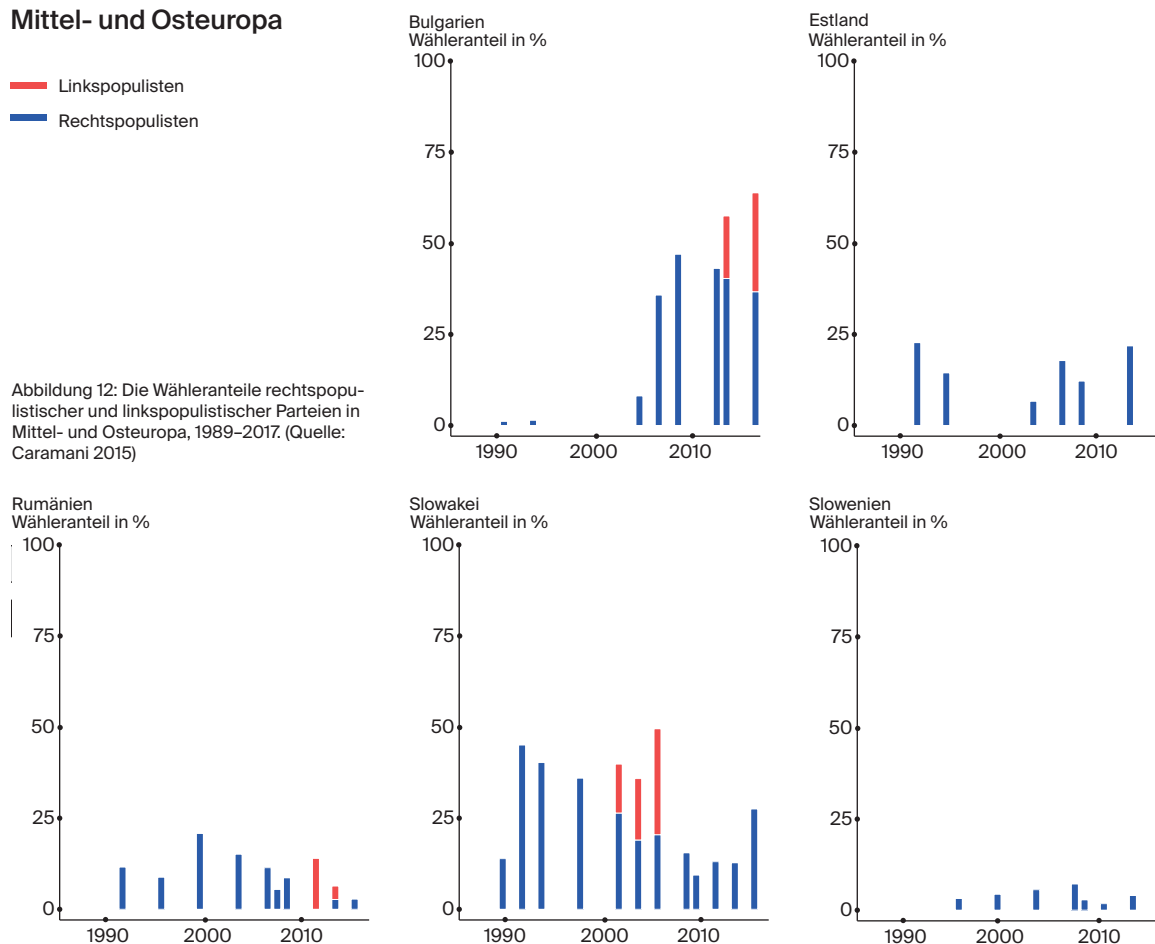 Mittel- und Osteuropa
Linkspopulisten
Rechtspopulisten
Abbildung 12: Die Wähleranteile rechtspopu-
listischer und linkspopulistischer Parteien in
Mittel- und Osteuropa, 1989–2017. (Quelle:
Caramani 2015)
Bulgarien
Wähleranteil in %
100
75
50
25
0
1990 2000 2010
Estland
Wähleranteil in %
100
75
50
25
0
1990 2000 2010
Rumänien
Wähleranteil in %
100
75
50
25
0
1990 2000 2010
Slowakei
Wähleranteil in %
100
75
50
25
0
1990 2000 2010
Slowenien
Wähleranteil in %
100
75
50
25
0
1990 2000 2010